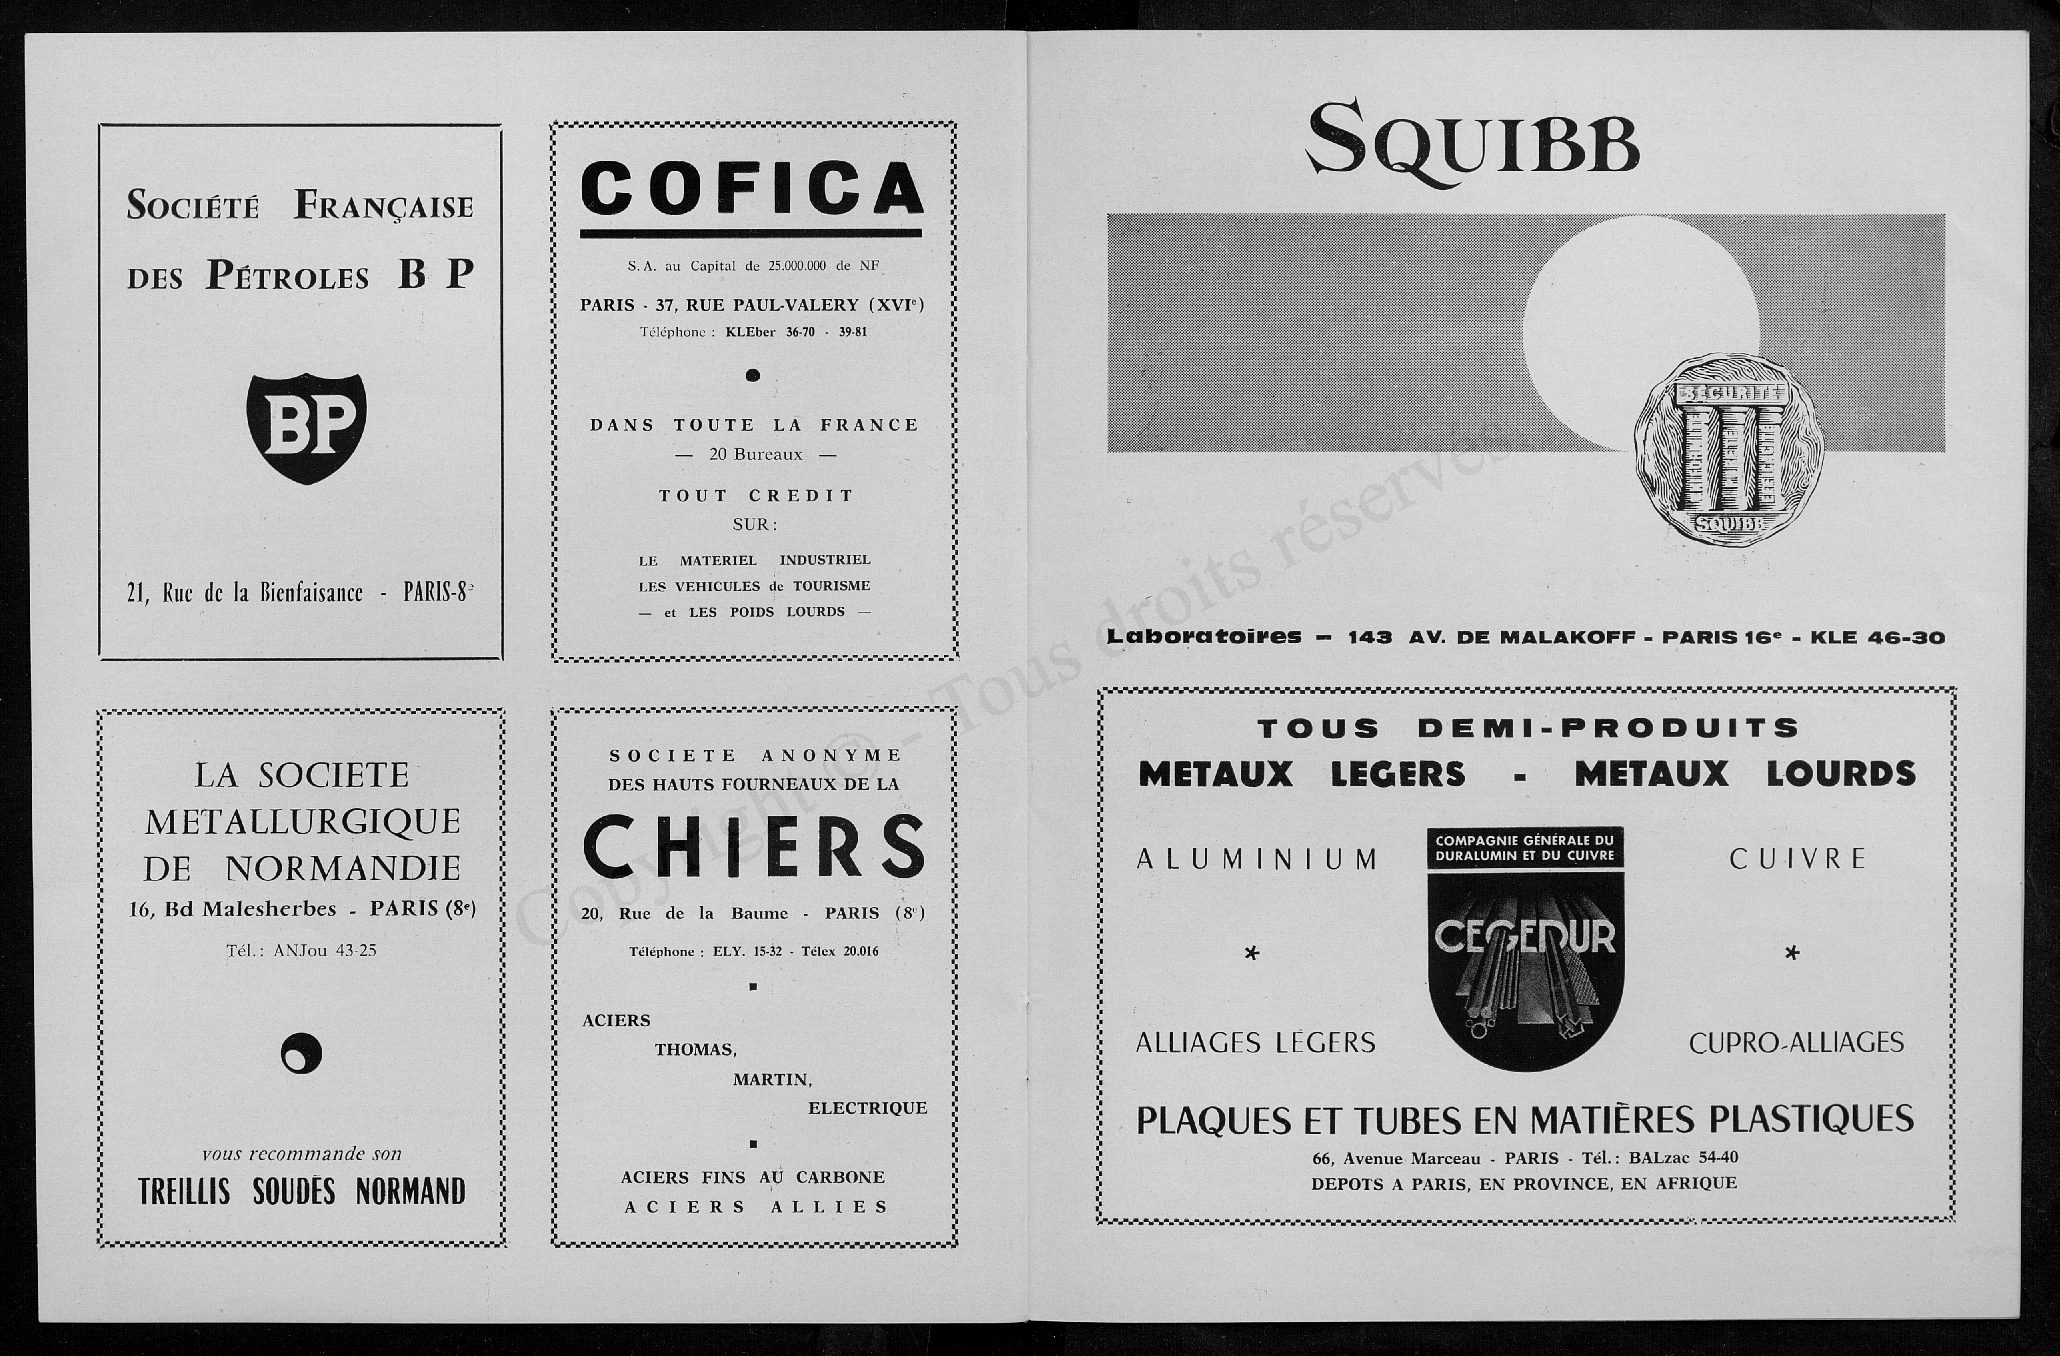 SOCIÉTÉ FRANÇAISE
DES PÉTROLES B P
BP
21, Rue de la Bienfaisance - PARIS-8e
COFICA
S. A. au Capital de 25.000.000 de NF
PARIS - 37, RUE PAUL-VALERY (XVIe)
Téléphone : KLEber 36-70 - 39-81
DANS TOUTE LA FRANCE
— 20 Bureaux —
TOUT CREDIT
SUR :
LE MATERIEL INDUSTRIEL
LES VEHICULES de TOURISME
— et LES POIDS LOURDS —
LA SOCIETE
METALLURGIQUE
DE NORMANDIE
16, Bd Malesherbes - PARIS (8e)
Tél. : ANJou 43-25
vous recommande son
TREILLIS SOUDÉS NORMAND
SOCIETE ANONYME
DES HAUTS FOURNEAUX DE LA
CHIERS
20, Rue de la Baume - PARIS (8e)
Téléphone : ELY. 15-32 - Télex 20.016
ACIERS
THOMAS,
MARTIN,
ELECTRIQUE
ACIERS FINS AU CARBONE
ACIERS ALLIES
SQUIBB
SÉCURITÉ
UNIFORMITÉ
PURETÉ
EFFICACITÉ
SQUIBB
Laboratoires - 143 AV. DE MALAKOFF - PARIS 16e - KLE 46-30
TOUS DEMI-PRODUITS
METAUX LEGERS - METAUX LOURDS
COMPAGNIE GÉNÉRALE DU
DURALUMIN ET DU CUIVRE
ALUMINIUM
CUIVRE
CEGEDUR
* *
ALLIAGES LÉGERS
CUPRO-ALLIAGES
PLAQUES ET TUBES EN MATIÈRES PLASTIQUES
66, Avenue Marceau - PARIS - Tél. : BALzac 54-40
DEPOTS A PARIS, EN PROVINCE, EN AFRIQUE
Copyright © - Tous droits réservés